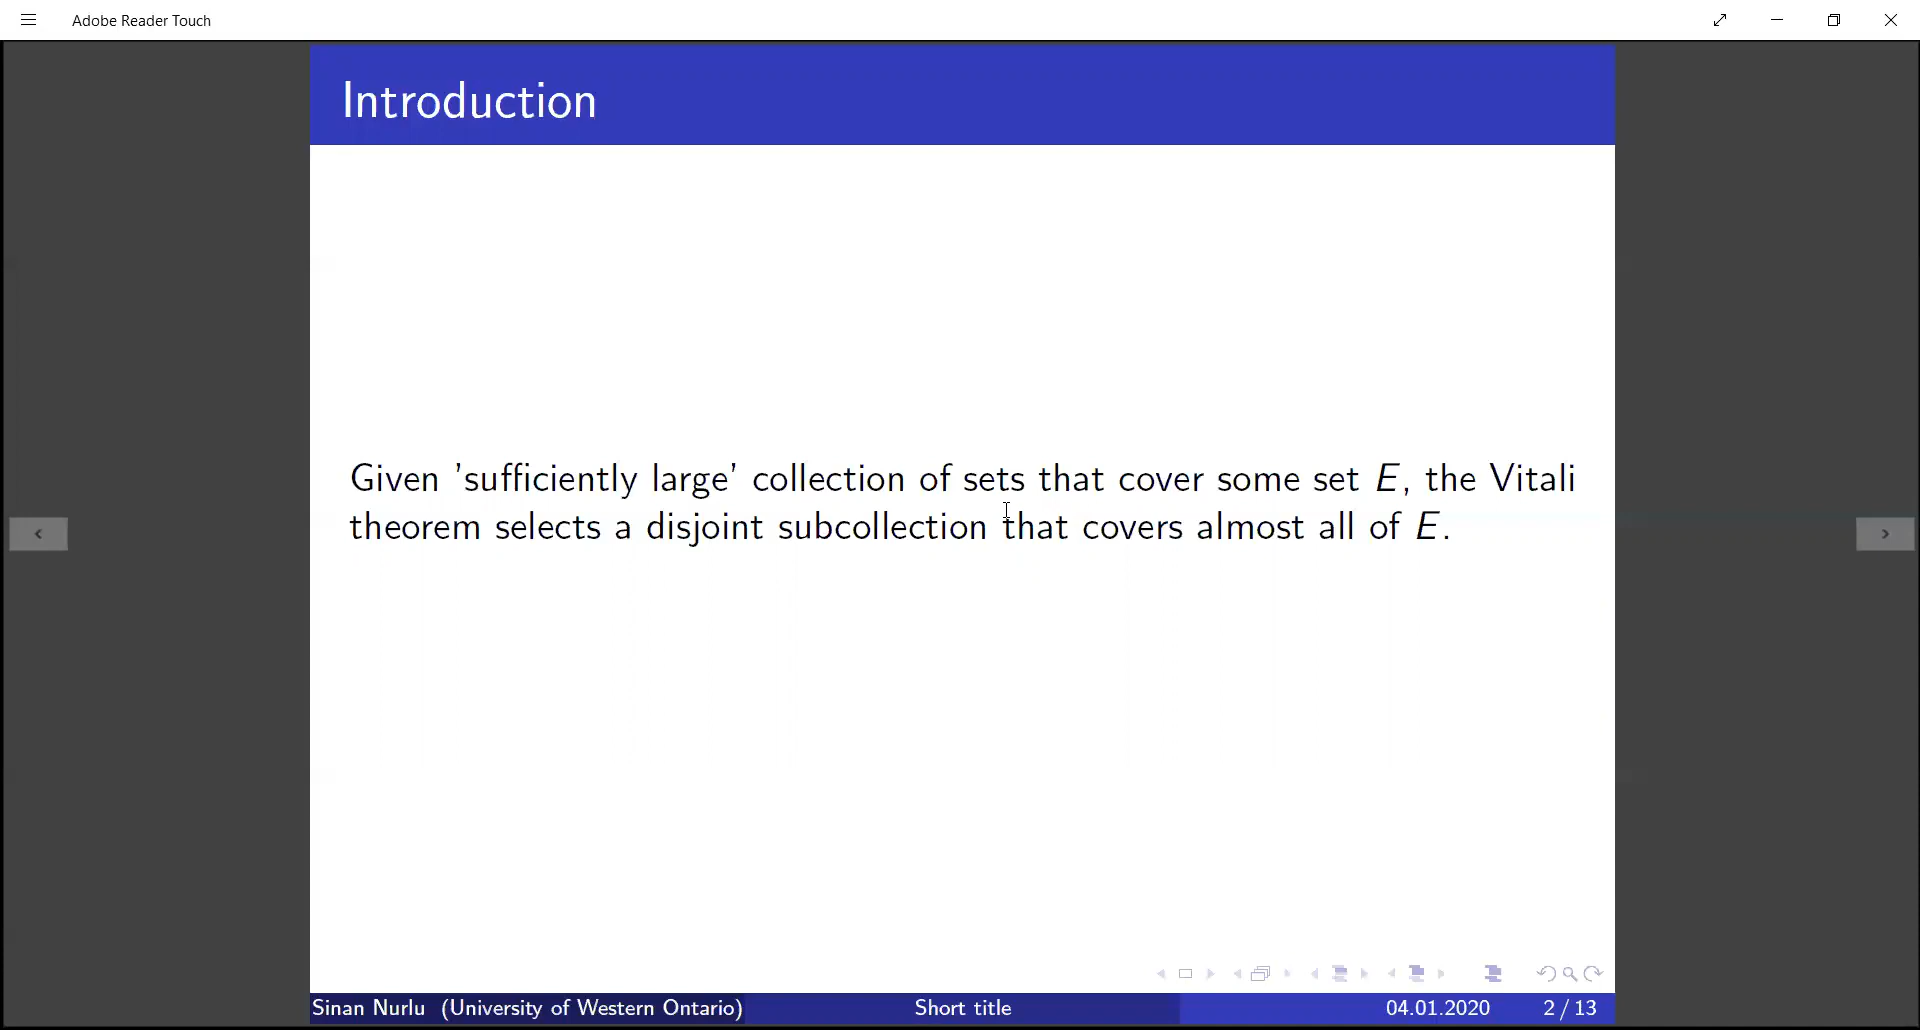 Adobe Reader Touch
Introduction
Given 'sufficiently large' collection of sets that cover some set E, the Vitali
theorem selects a disjoint subcollection that covers almost all of E.
Sinan Nurlu (University of Western Ontario) Short title 04.01.2020 2 / 13